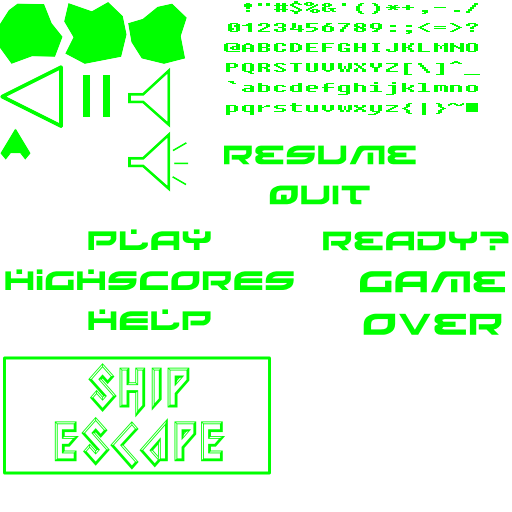 !"#$%&'()*+,-./
0123456789:;<=>?
@ABCDEFGHIJKLMNO
PQRSTUVWXYZ[\]^_
`abcdefghijklmno
pqrstuvwxyz{|}~■
RESUME
QUIT
PLAY
HIGHSCORES
HELP
READY?
GAME
OVER
SHIP
ESCAPE